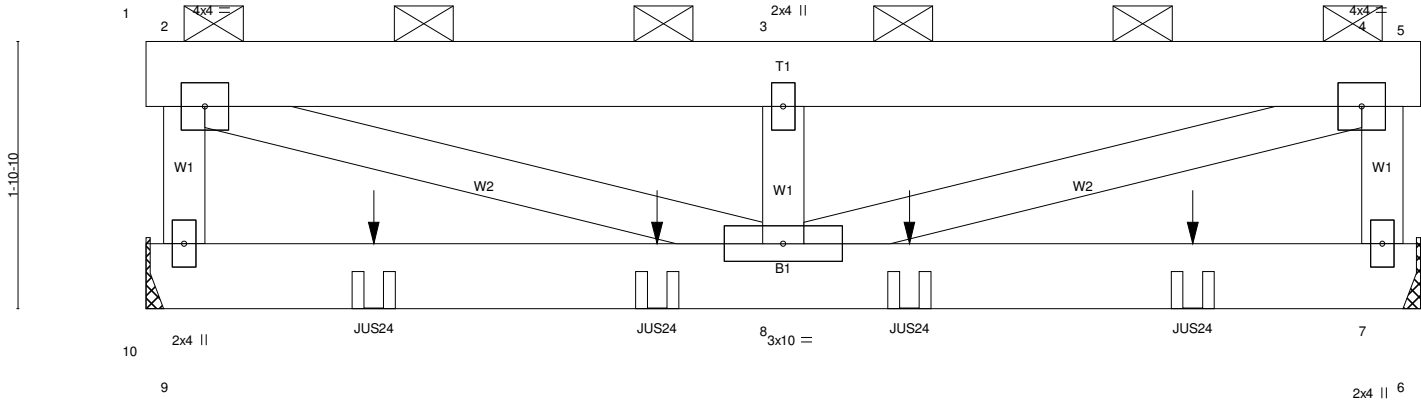 4x4 =
2x4 ||
4x4 =
1
2
3
4
5
T1
1-10-10
W1
W2
W1
W2
W1
B1
JUS24
JUS24
8
JUS24
JUS24
7
2x4 ||
3x10 =
10
9
2x4 ||
6